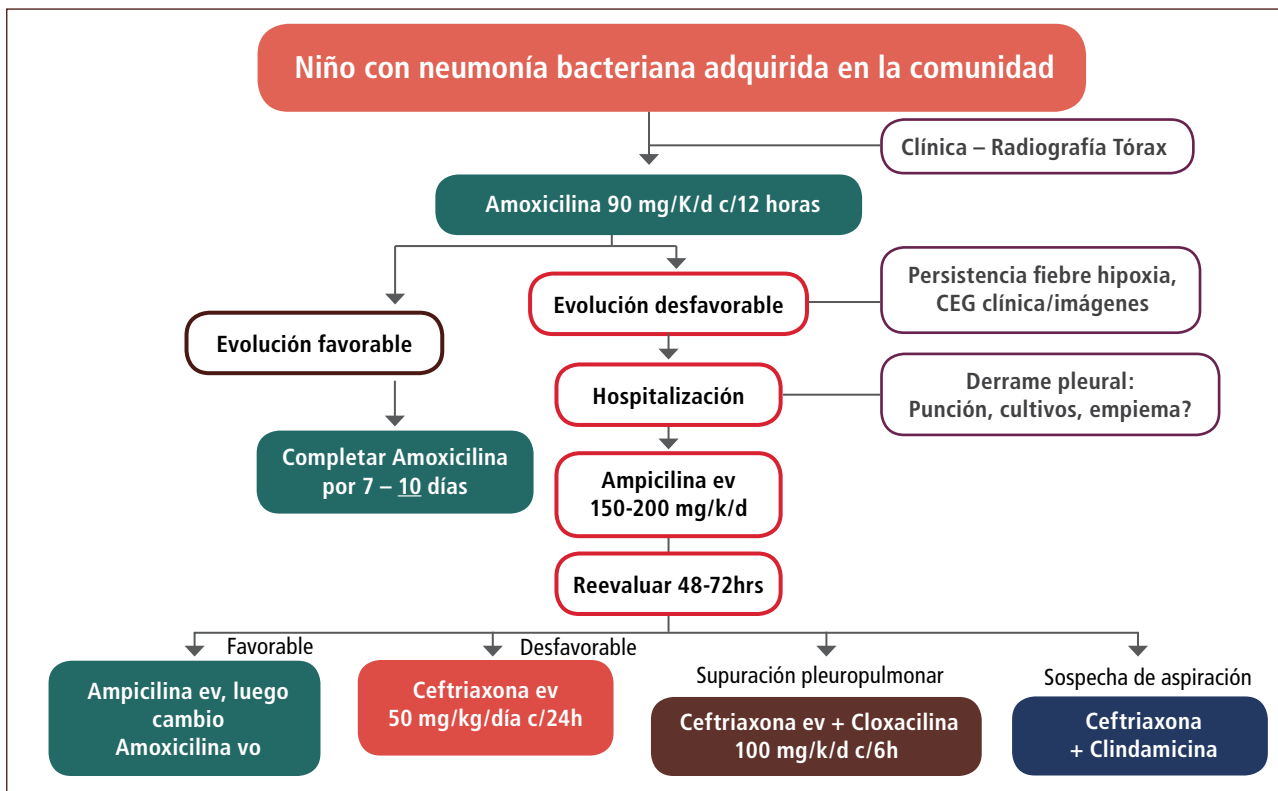 Niño con neumonía bacteriana adquirida en la comunidad
Clínica – Radiografía Tórax
Amoxicilina 90 mg/K/d c/12 horas
Persistencia fiebre hipoxia,
CEG clínica/imágenes
Evolución desfavorable
Evolución favorable
Hospitalización
Derrame pleural:
Punción, cultivos, empiema?
Completar Amoxicilina
por 7 – 10 días
Ampicilina ev
150-200 mg/k/d
Reevaluar 48-72hrs
Favorable
Desfavorable
Supuración pleuropulmonar
Sospecha de aspiración
Ampicilina ev, luego
cambio
Amoxicilina vo
Ceftriaxona ev
50 mg/kg/día c/24h
Ceftriaxona ev + Cloxacilina
100 mg/k/d c/6h
Ceftriaxona
+ Clindamicina